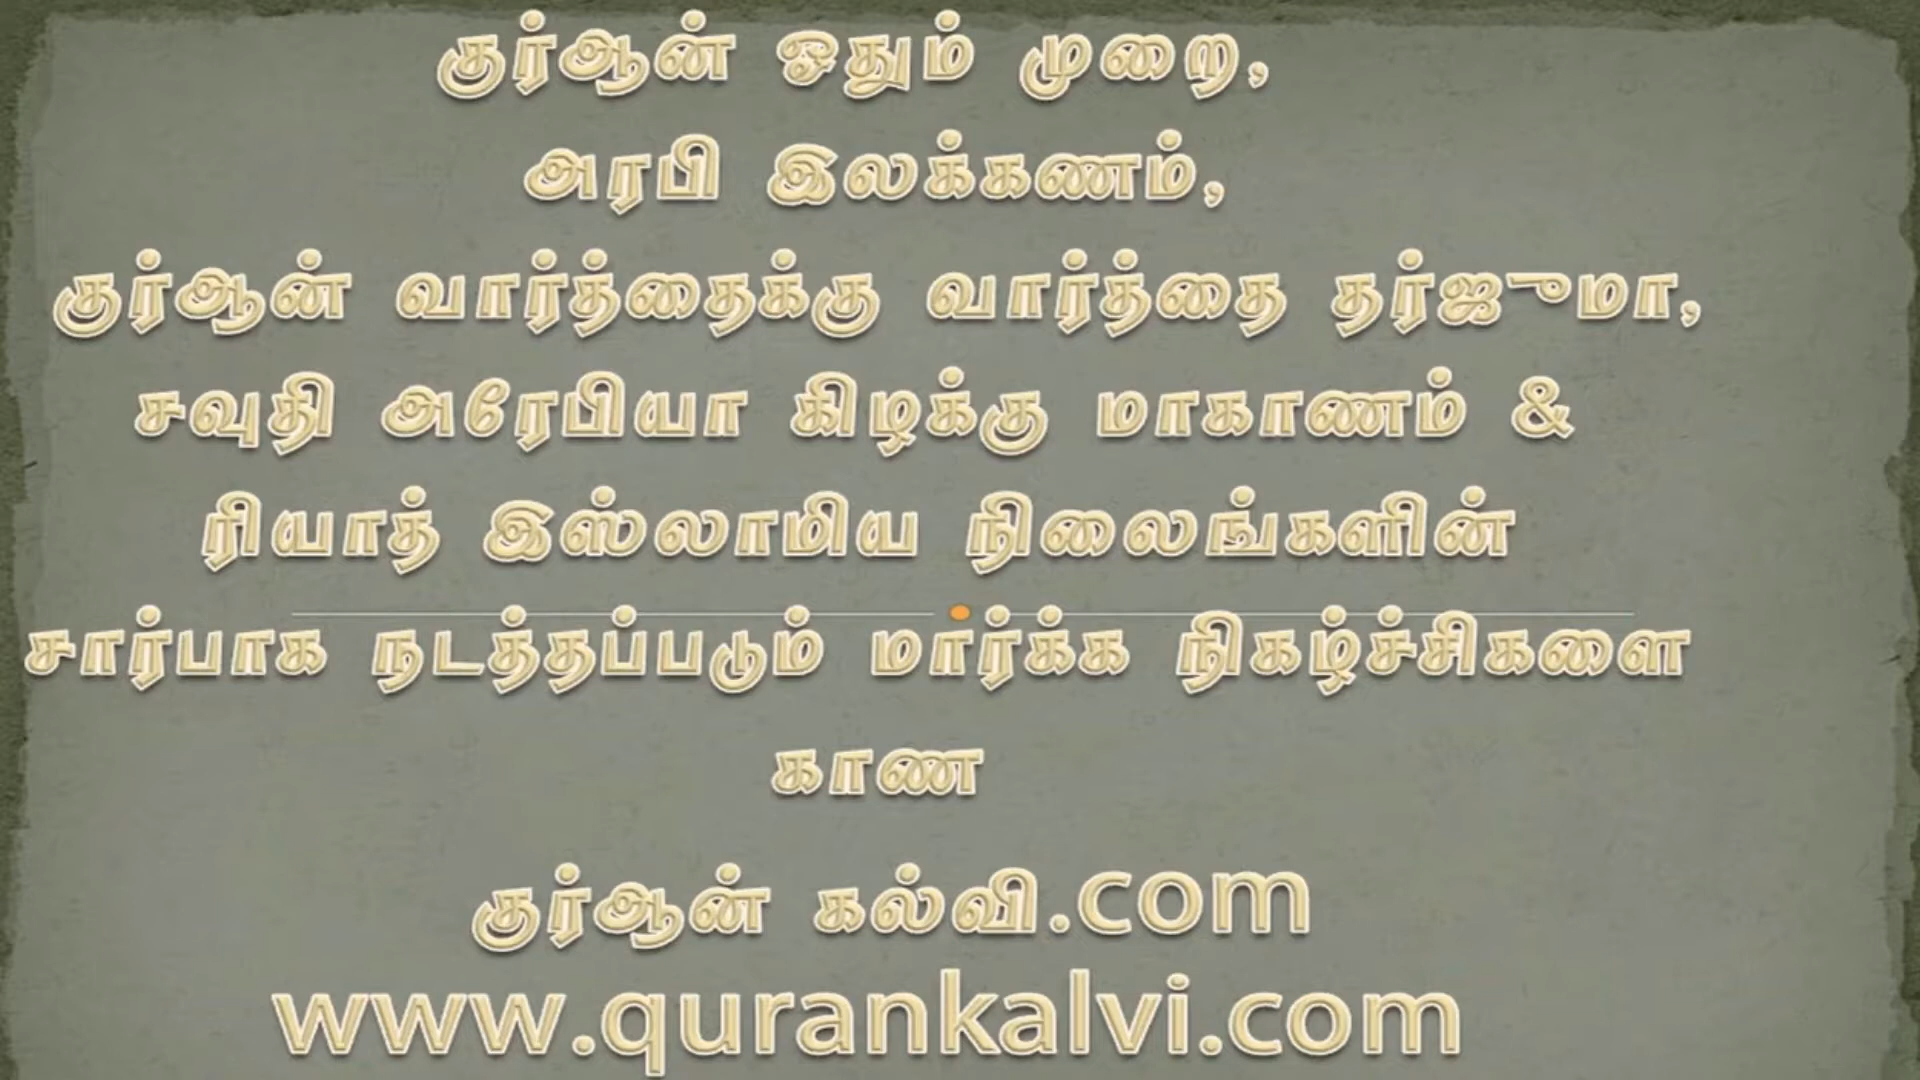 குர்ஆன் ஓதும் முறை,
அரபி இலக்கணம்,
குர்ஆன் வார்த்தைக்கு வார்த்தை தர்ஜுமா,
சவுதி அரேபியா கிழக்கு மாகாணம் &
ரியாத் இஸ்லாமிய நிலைங்களின்
சார்பாக நடத்தப்படும் மார்க்க நிகழ்ச்சிகளை
காண
குர்ஆன் கல்வி.com
www.qurankalvi.com